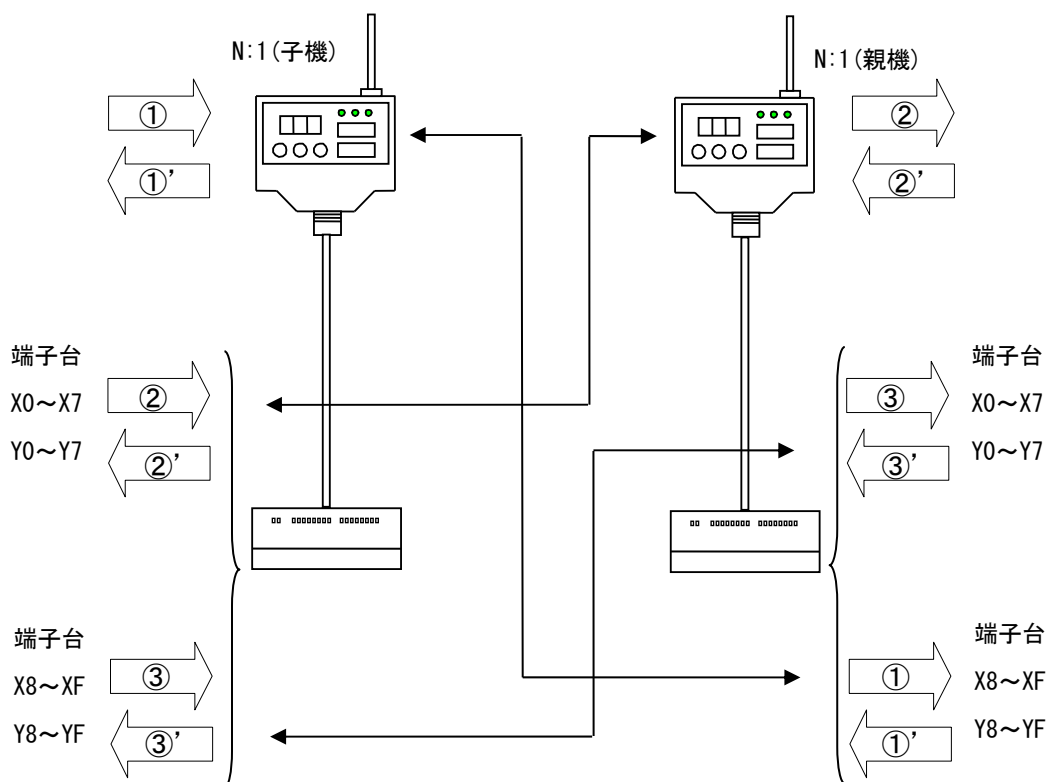 N:1(子機)
N:1(親機)
①
①’
②
②’
端子台
X0～X7
Y0～Y7
②
②’
③
③’
端子台
X0～X7
Y0～Y7
端子台
X8～XF
Y8～YF
③
③’
①
①’
端子台
X8～XF
Y8～YF